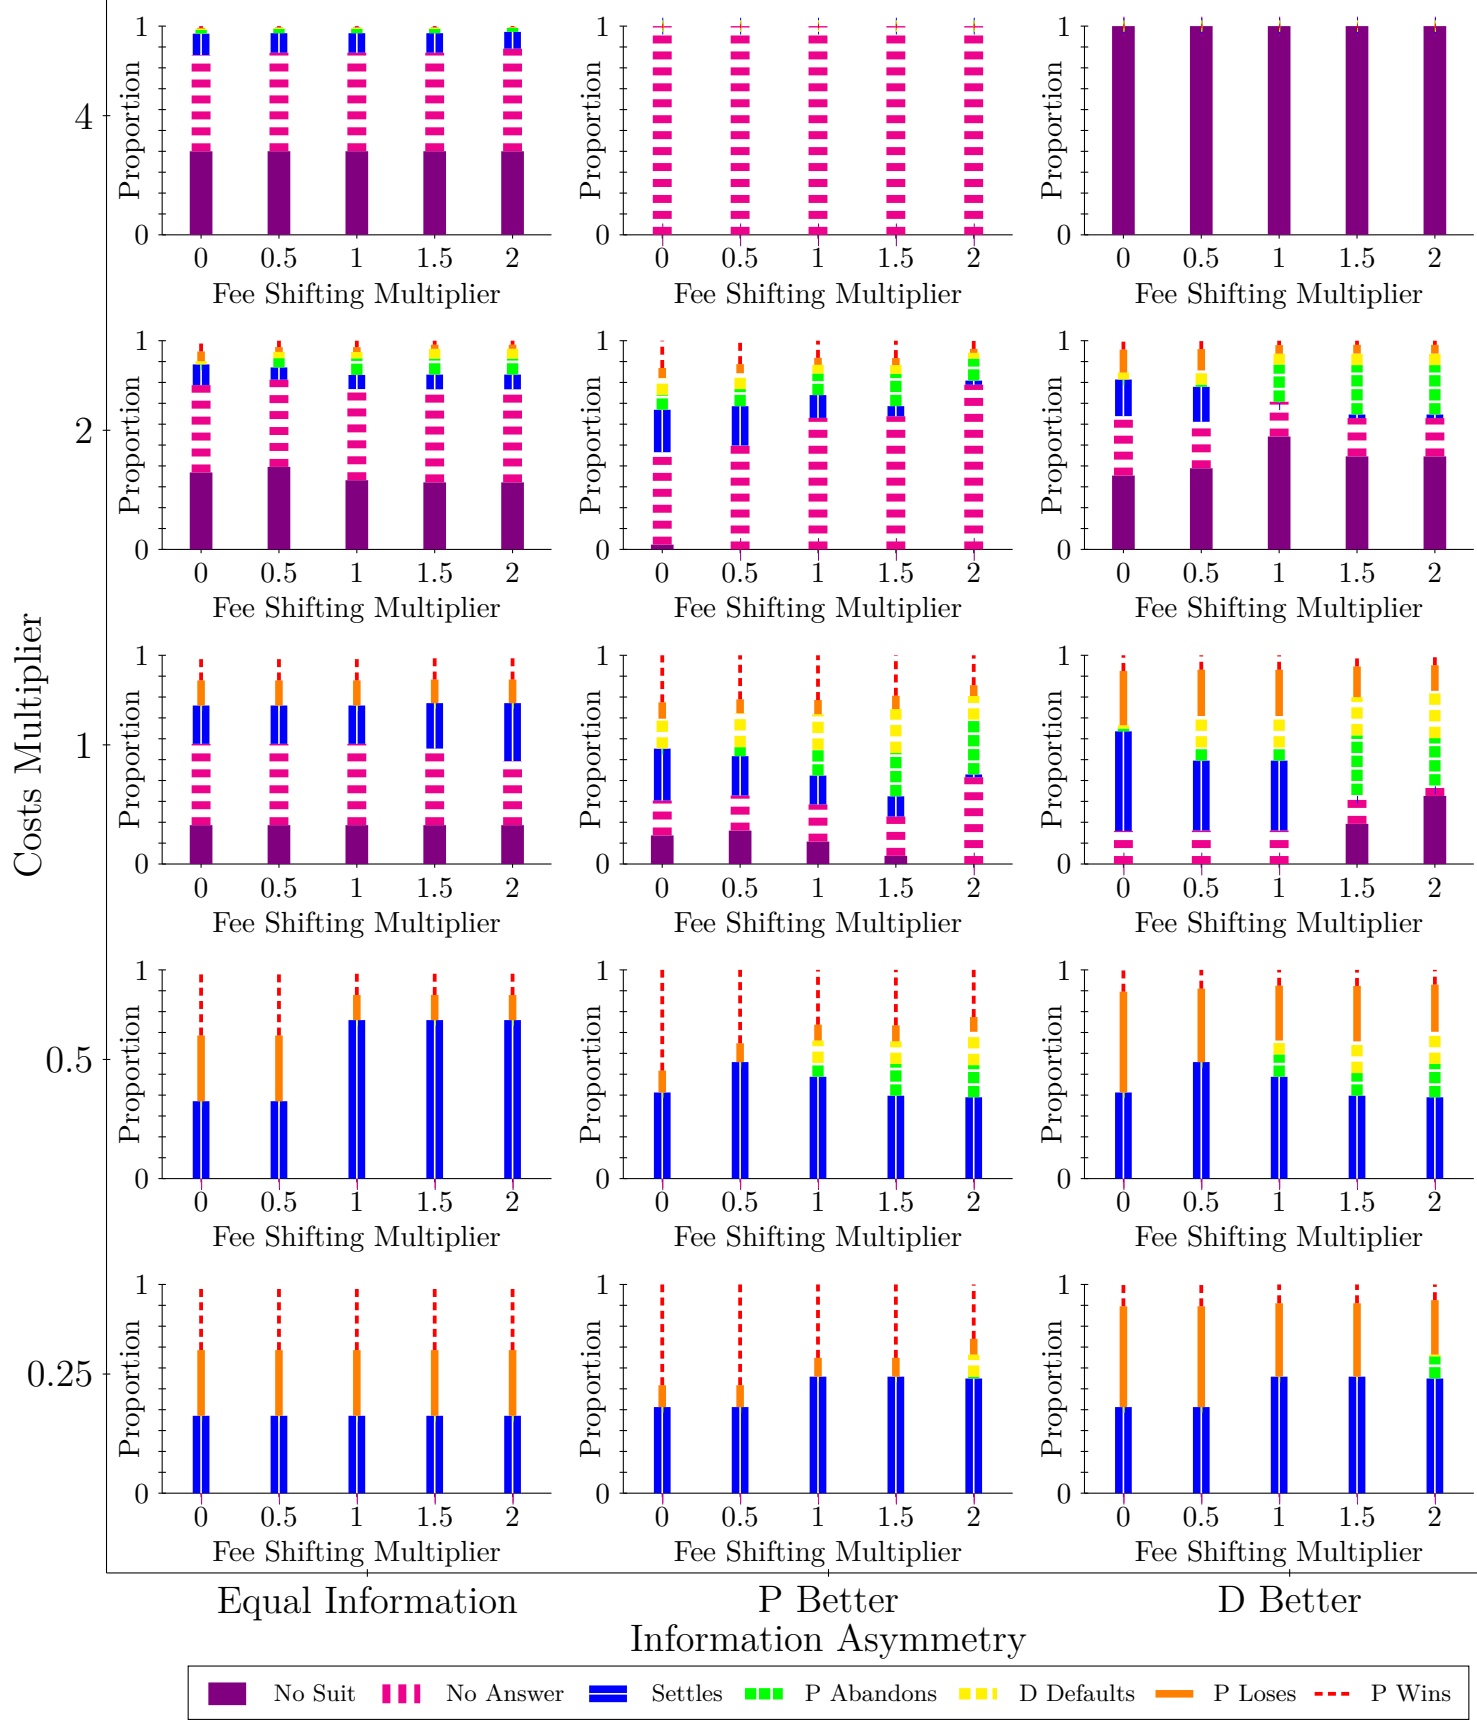 4
1
0
Proportion
0 0.5 1 1.5 2
Fee Shifting Multiplier
1
0
Proportion
0 0.5 1 1.5 2
Fee Shifting Multiplier
1
0
Proportion
0 0.5 1 1.5 2
Fee Shifting Multiplier
2
1
0
Proportion
0 0.5 1 1.5 2
Fee Shifting Multiplier
1
0
Proportion
0 0.5 1 1.5 2
Fee Shifting Multiplier
1
0
Proportion
0 0.5 1 1.5 2
Fee Shifting Multiplier
Costs Multiplier
1
1
0
Proportion
0 0.5 1 1.5 2
Fee Shifting Multiplier
1
0
Proportion
0 0.5 1 1.5 2
Fee Shifting Multiplier
1
0
Proportion
0 0.5 1 1.5 2
Fee Shifting Multiplier
0.5
1
0
Proportion
0 0.5 1 1.5 2
Fee Shifting Multiplier
1
0
Proportion
0 0.5 1 1.5 2
Fee Shifting Multiplier
1
0
Proportion
0 0.5 1 1.5 2
Fee Shifting Multiplier
0.25
1
0
Proportion
0 0.5 1 1.5 2
Fee Shifting Multiplier
1
0
Proportion
0 0.5 1 1.5 2
Fee Shifting Multiplier
1
0
Proportion
0 0.5 1 1.5 2
Fee Shifting Multiplier
Equal Information P Better D Better
Information Asymmetry
No Suit No Answer Settles P Abandons D Defaults P Loses P Wins